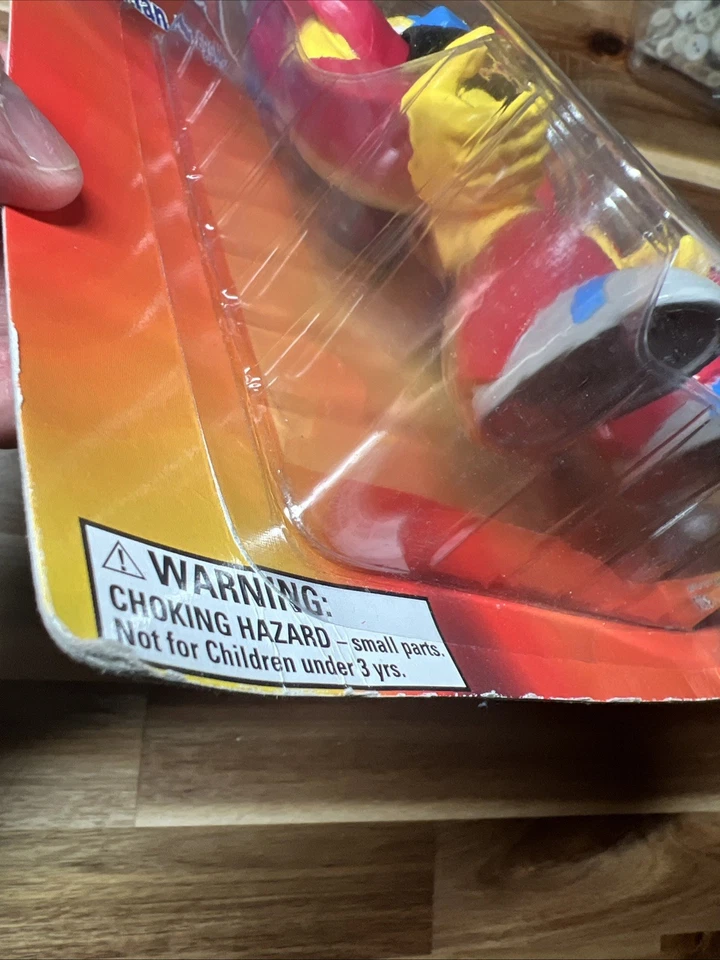 ⚠ WARNING:
CHOKING HAZARD – small parts.
Not for Children under 3 yrs.